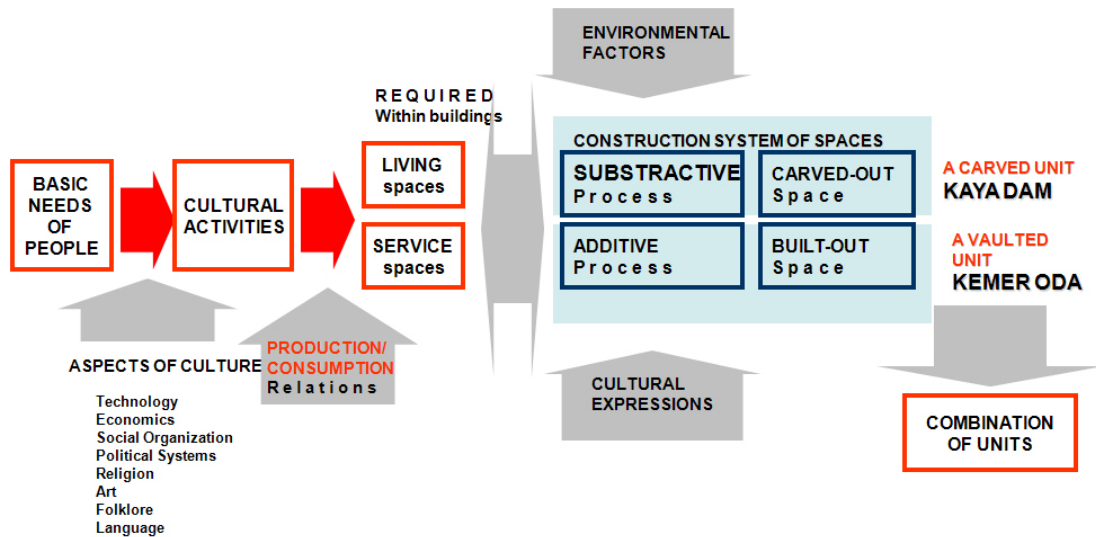 BASIC
NEEDS
OF
PEOPLE
CULTURAL
ACTIVITIES
ASPECTS OF CULTURE
Technology
Economics
Social Organization
Political Systems
Religion
Art
Folklore
Language
PRODUCTION/
CONSUMPTION
Relations
REQUIRED
Within buildings
LIVING
spaces
SERVICE
spaces
ENVIRONMENTAL
FACTORS
CONSTRUCTION SYSTEM OF SPACES
SUBSTRACTIVE
Process
CARVED-OUT
Space
ADDITIVE
Process
BUILT-OUT
Space
CULTURAL
EXPRESSIONS
A CARVED UNIT
KAYA DAM
A VAULTED
UNIT
KEMER ODA
COMBINATION
OF UNITS